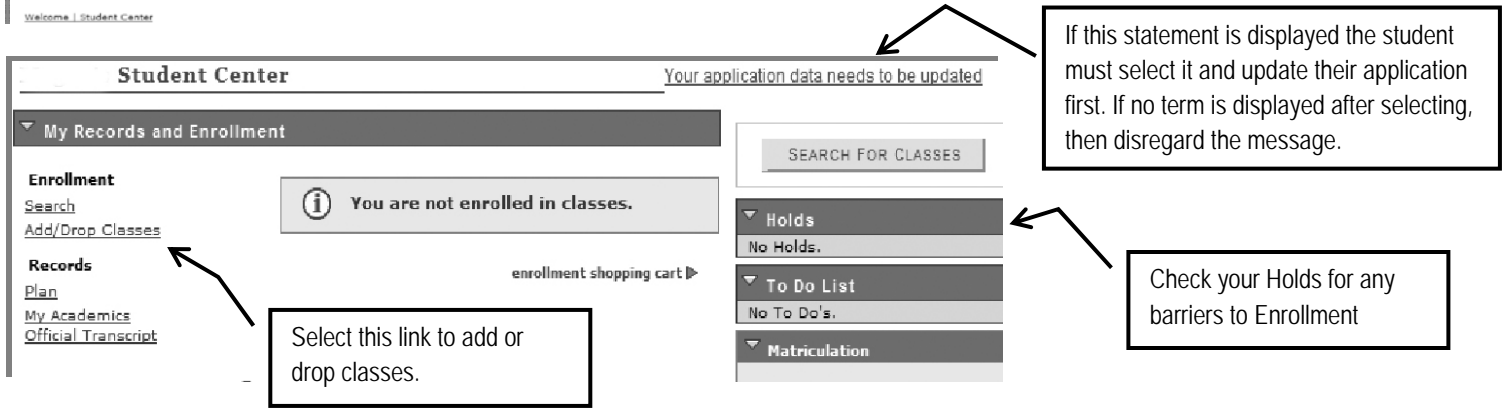 Welcome | Student Center
Student Center
Your application data needs to be updated
If this statement is displayed the student
must select it and update their application
first. If no term is displayed after selecting,
then disregard the message.
My Records and Enrollment
Enrollment
Search
Add/Drop Classes
Records
Plan
My Academics
Official Transcript
You are not enrolled in classes.
enrollment shopping cart
Select this link to add or
drop classes.
SEARCH FOR CLASSES
Holds
No Holds.
To Do List
No To Do's.
Matriculation
Check your Holds for any
barriers to Enrollment